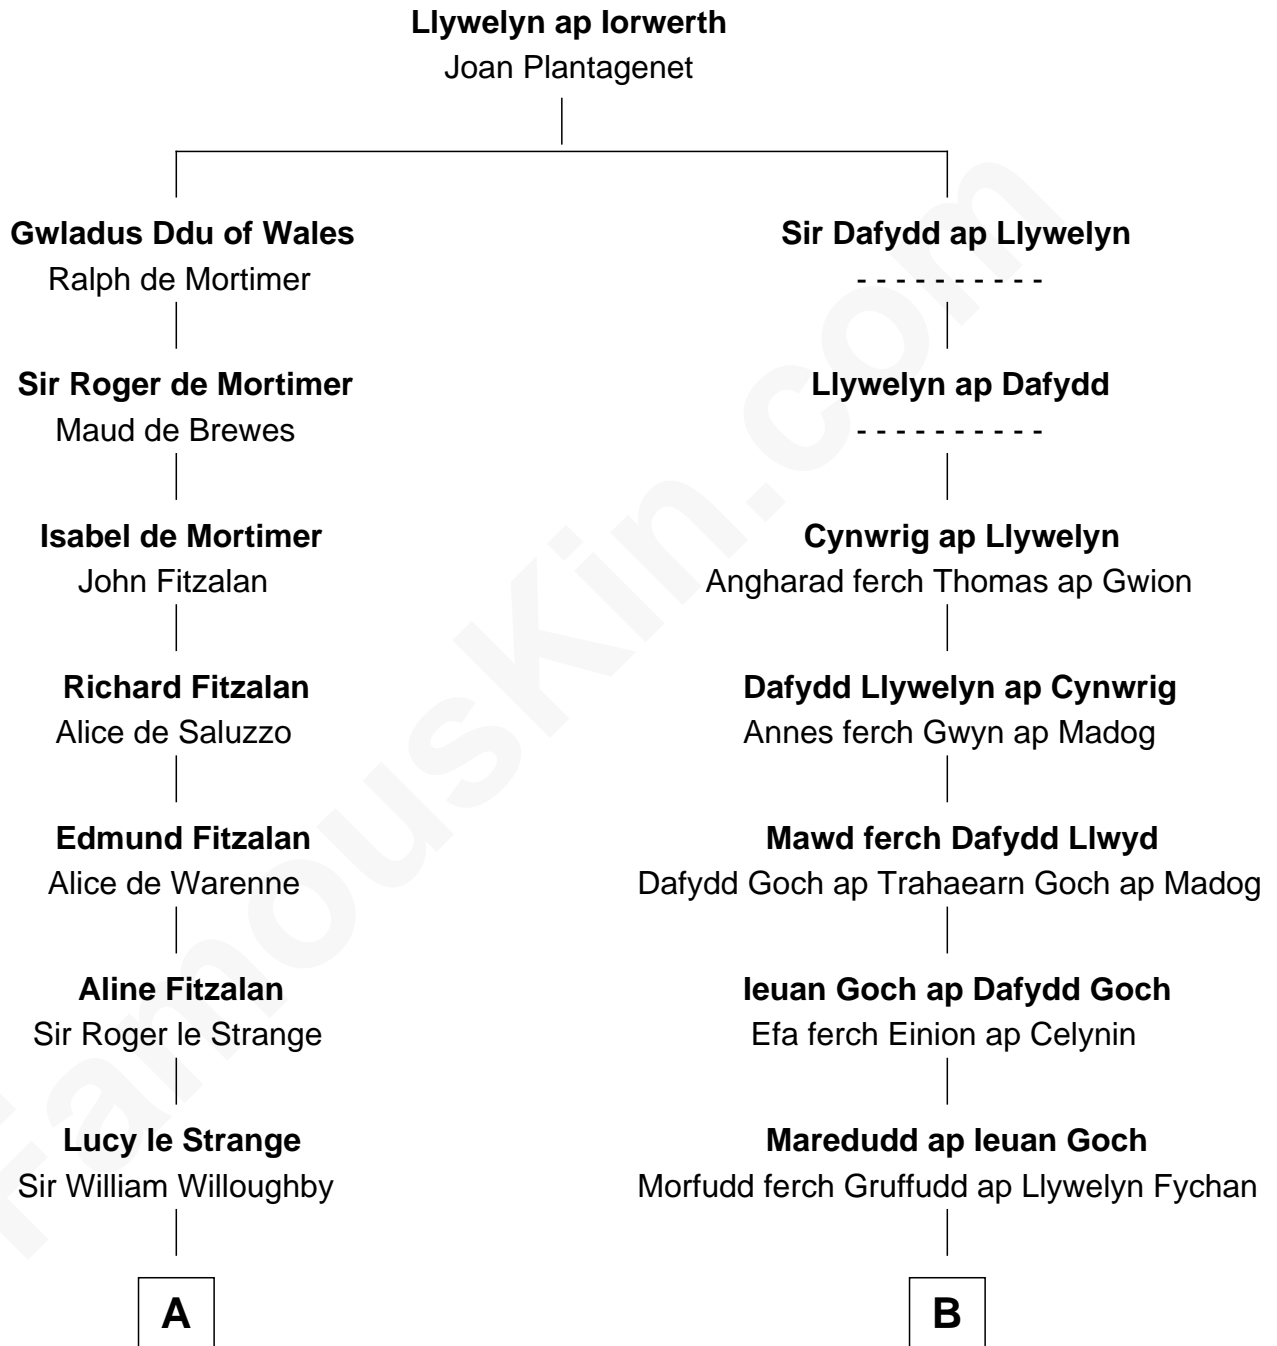 Llywelyn ap Iorwerth
Joan Plantagenet
Gwladus Ddu of Wales
Ralph de Mortimer
Sir Dafydd ap Llywelyn
- - - - - - - - - -
Sir Roger de Mortimer
Maud de Brewes
Llywelyn ap Dafydd
- - - - - - - - - -
Isabel de Mortimer
John Fitzalan
Cynwrig ap Llywelyn
Angharad ferch Thomas ap Gwion
Richard Fitzalan
Alice de Saluzzo
Dafydd Llywelyn ap Cynwrig
Annes ferch Gwyn ap Madog
Edmund Fitzalan
Alice de Warenne
Mawd ferch Dafydd Llwyd
Dafydd Goch ap Trahaearn Goch ap Madog
Aline Fitzalan
Sir Roger le Strange
Ieuan Goch ap Dafydd Goch
Efa ferch Einion ap Celynin
Lucy le Strange
Sir William Willoughby
Maredudd ap Ieuan Goch
Morfudd ferch Gruffudd ap Llywelyn Fychan
A
B
FamousKin.com